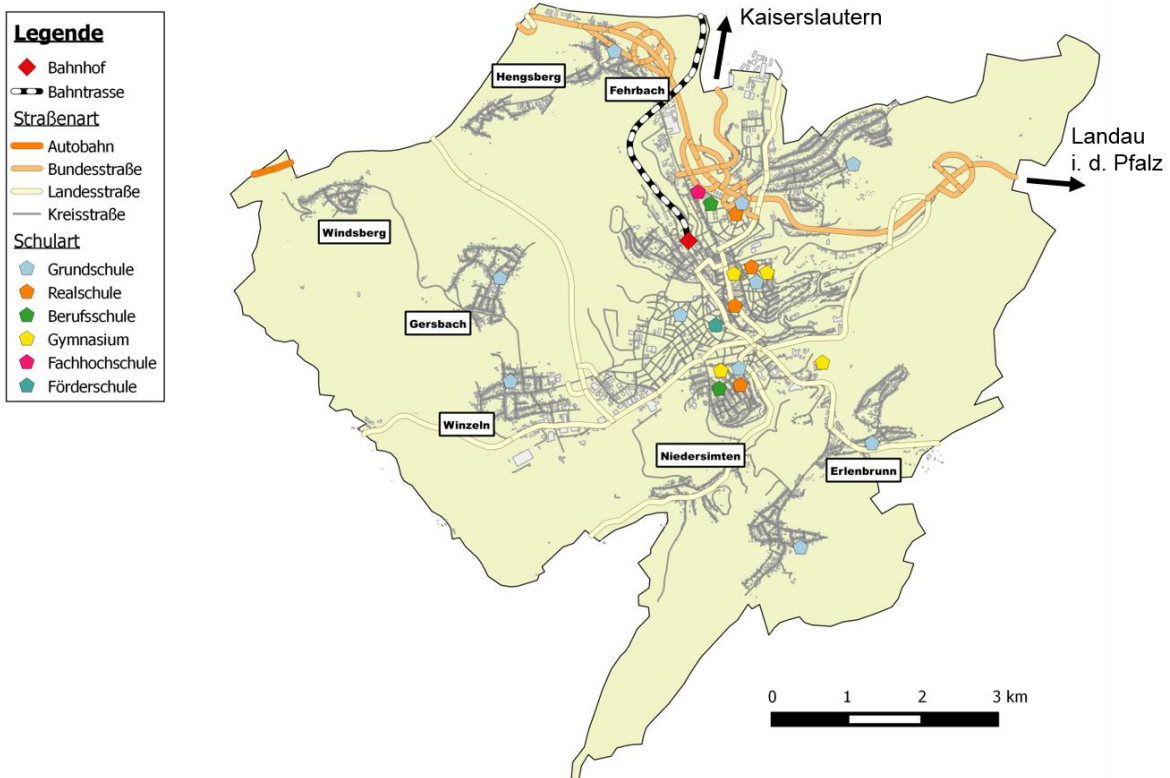 Legende
Bahnhof
Bahntrasse
Straßenart
Autobahn
Bundesstraße
Landesstraße
Kreisstraße
Schulart
Grundschule
Realschule
Berufsschule
Gymnasium
Fachhochschule
Förderschule
Kaiserslautern
Hengsberg
Fehrbach
Landau
i. d. Pfalz
Windsberg
Gersbach
Winzeln
Niedersimten
Erlenbrunn
0 1 2 3 km